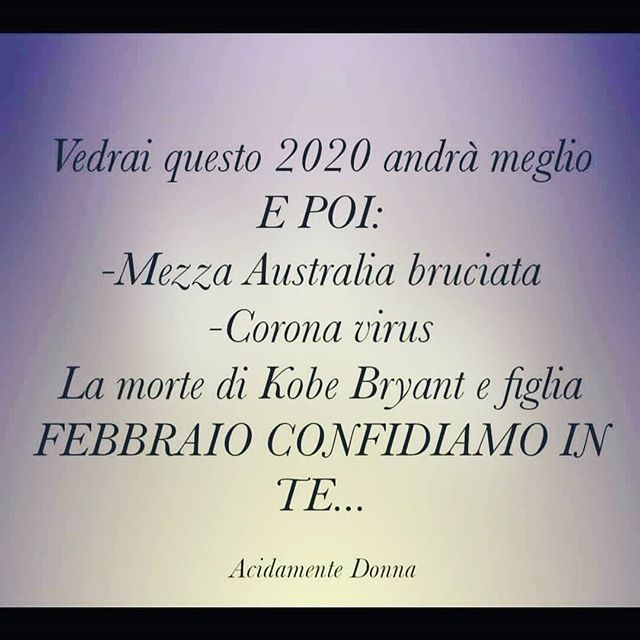 Vedrai questo 2020 andrà meglio
E POI:
-Mezza Australia bruciata
-Corona virus
La morte di Kobe Bryant e figlia
FEBBRAIO CONFIDIAMO IN
TE...
Acidamente Donna